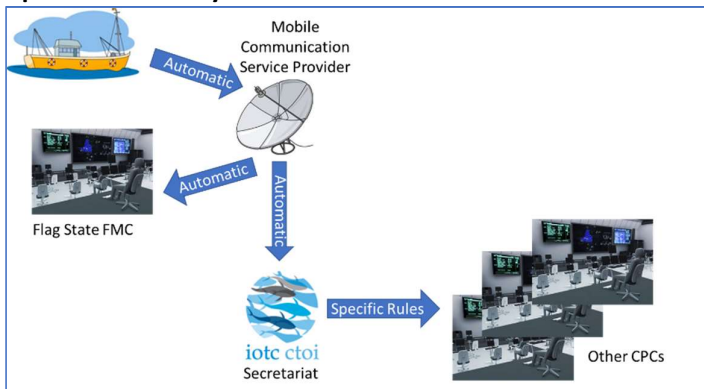 Mobile
Communication
Service Provider
Automatic
Automatic
Automatic
Flag State FMC
iotc ctoi
Secretariat
Specific Rules
Other CPCs